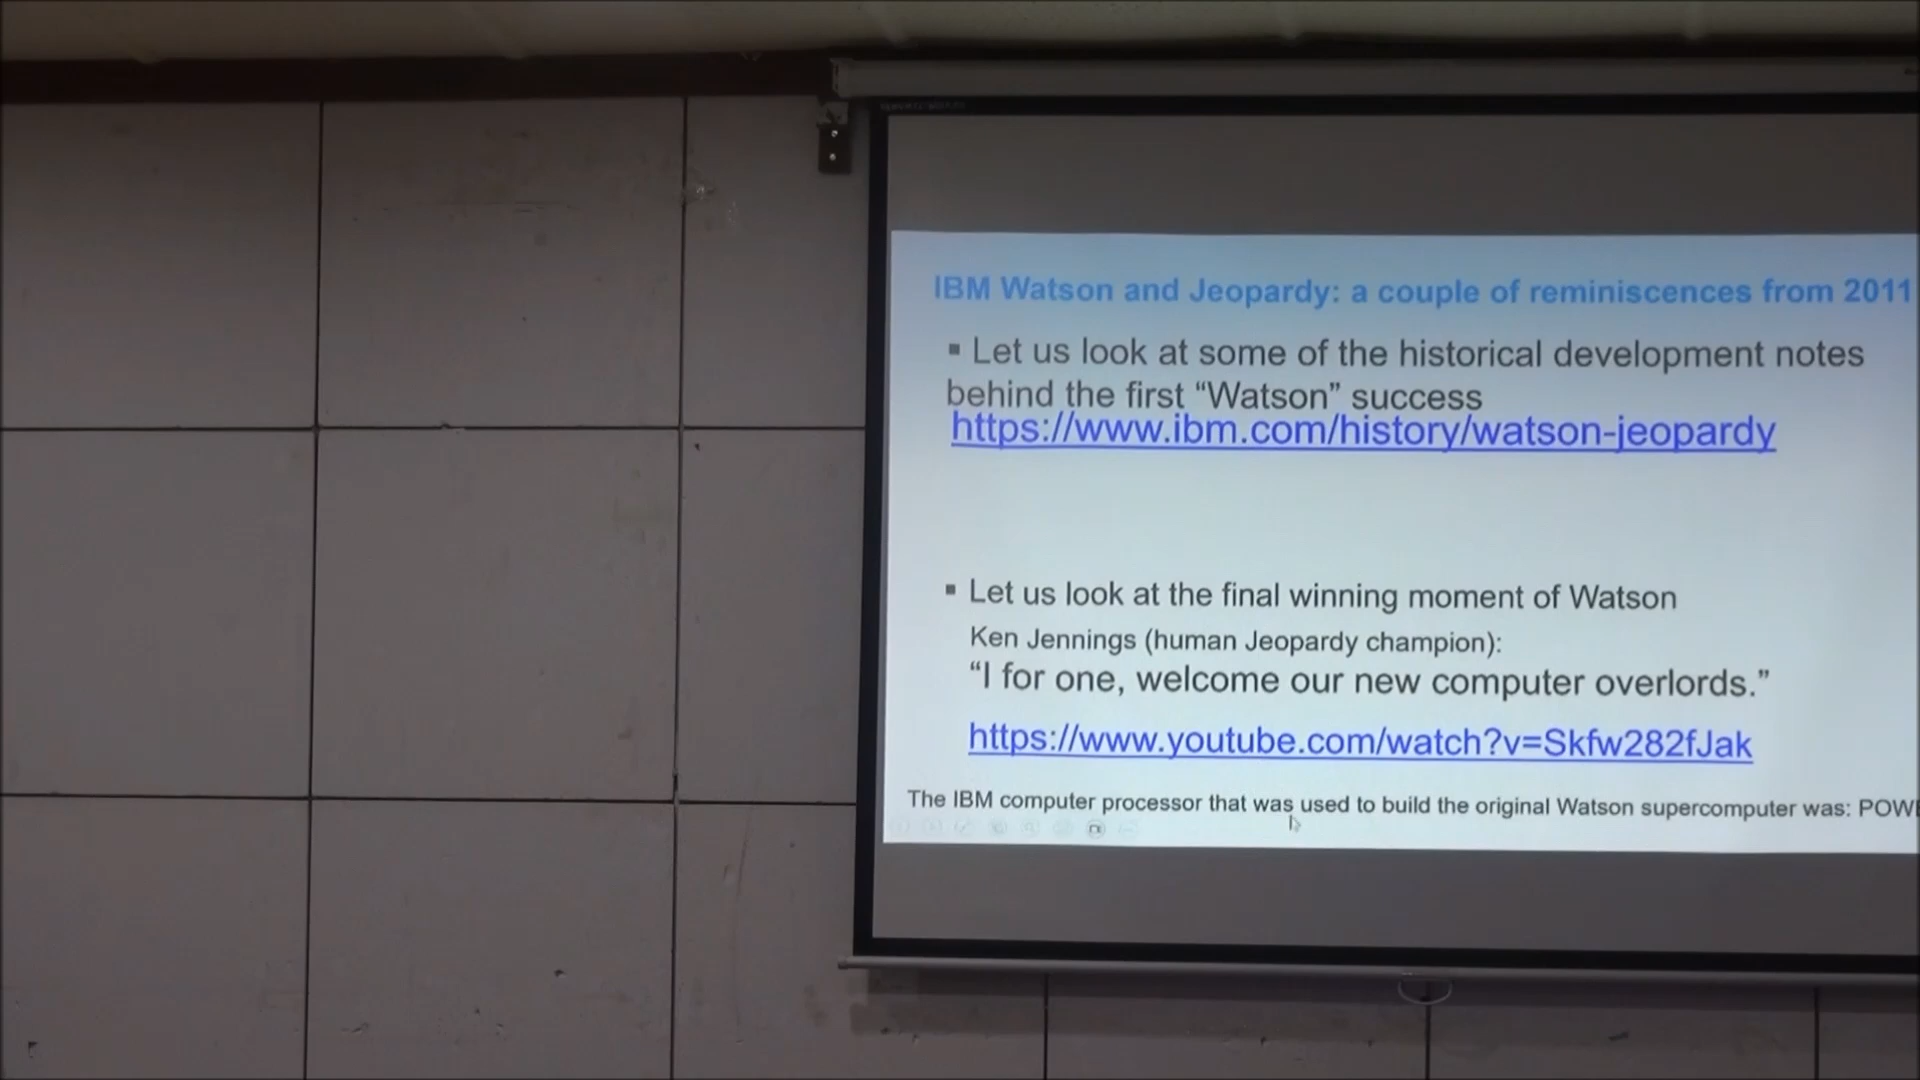 IBM Watson and Jeopardy: a couple of reminiscences from 2011
▪ Let us look at some of the historical development notes
behind the first “Watson” success
https://www.ibm.com/history/watson-jeopardy
▪ Let us look at the final winning moment of Watson
Ken Jennings (human Jeopardy champion):
“I for one, welcome our new computer overlords.”
https://www.youtube.com/watch?v=Skfw282fJak
The IBM computer processor that was used to build the original Watson supercomputer was: